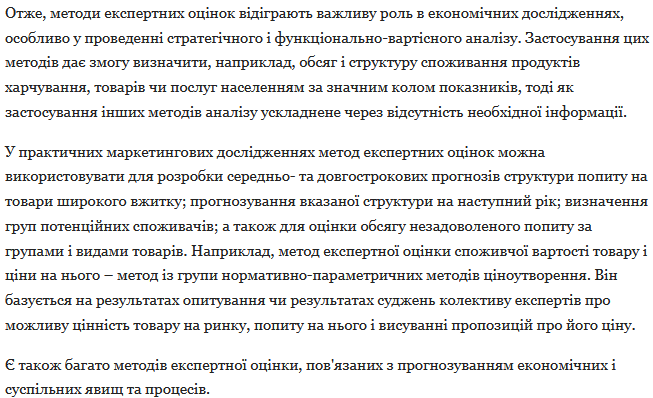 Отже, методи експертних оцінок відіграють важливу роль в економічних дослідженнях,
особливо у проведенні стратегічного і функціонально-вартісного аналізу. Застосування цих
методів дає змогу визначити, наприклад, обсяг і структуру споживання продуктів
харчування, товарів чи послуг населенням за значним колом показників, тоді як
застосування інших методів аналізу ускладнене через відсутність необхідної інформації.
У практичних маркетингових дослідженнях метод експертних оцінок можна
використовувати для розробки середньо- та довгострокових прогнозів структури попиту на
товари широкого вжитку; прогнозування вказаної структури на наступний рік; визначення
груп потенційних споживачів; а також для оцінки обсягу незадоволеного попиту за
групами і видами товарів. Наприклад, метод експертної оцінки споживчої вартості товару і
ціни на нього – метод із групи нормативно-параметричних методів ціноутворення. Він
базується на результатах опитування чи результатах суджень колективу експертів про
можливу цінність товару на ринку, попиту на нього і висуванні пропозицій про його ціну.
Є також багато методів експертної оцінки, пов'язаних з прогнозуванням економічних і
суспільних явищ та процесів.